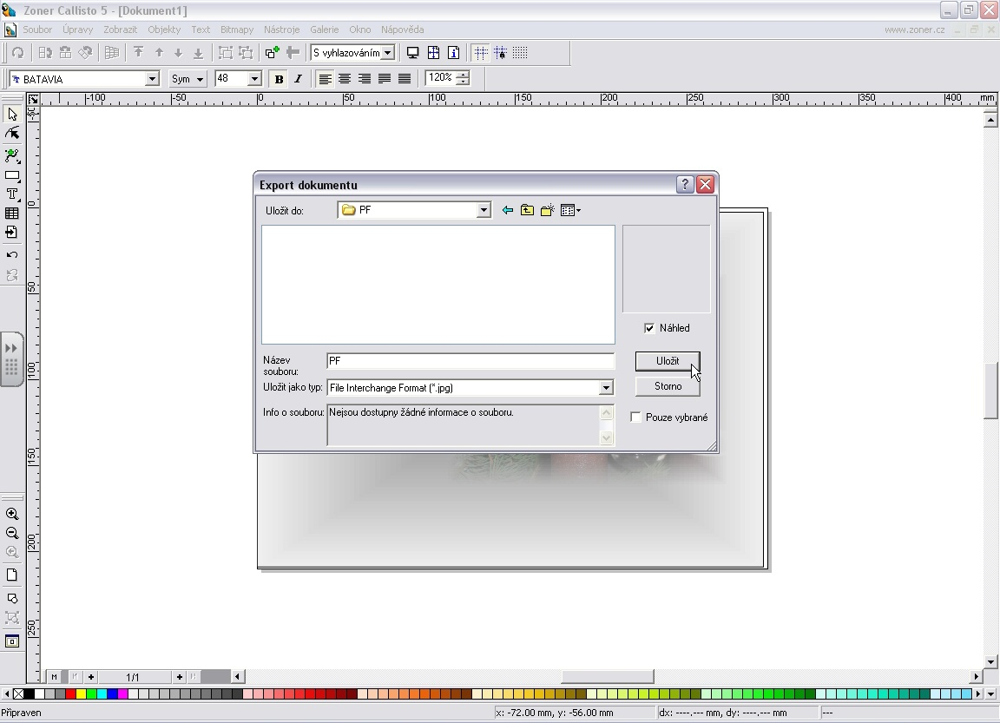 Zoner Callisto 5 - [Dokument1]
Soubor Úpravy Zobrazit Objekty Text Bitmapy Nástroje Galerie Okno Nápověda www.zoner.cz
S vyhlazováním
BATAVIA Sym 48 B I 120%
-100 -50 0 50 100 150 200 250 300 350 400 mm
Export dokumentu
Uložit do: PF
Náhled
Název
souboru: PF
Uložit
Uložit jako typ: File Interchange Format (*.jpg)
Storno
Info o souboru: Nejsou dostupny žádné informace o souboru.
Pouze vybrané
-50
0
50
100
150
200
250
M 1/1
Připraven x: -72.00 mm, y: -56.00 mm dx: ----.--- mm, dy: ----.--- mm ---